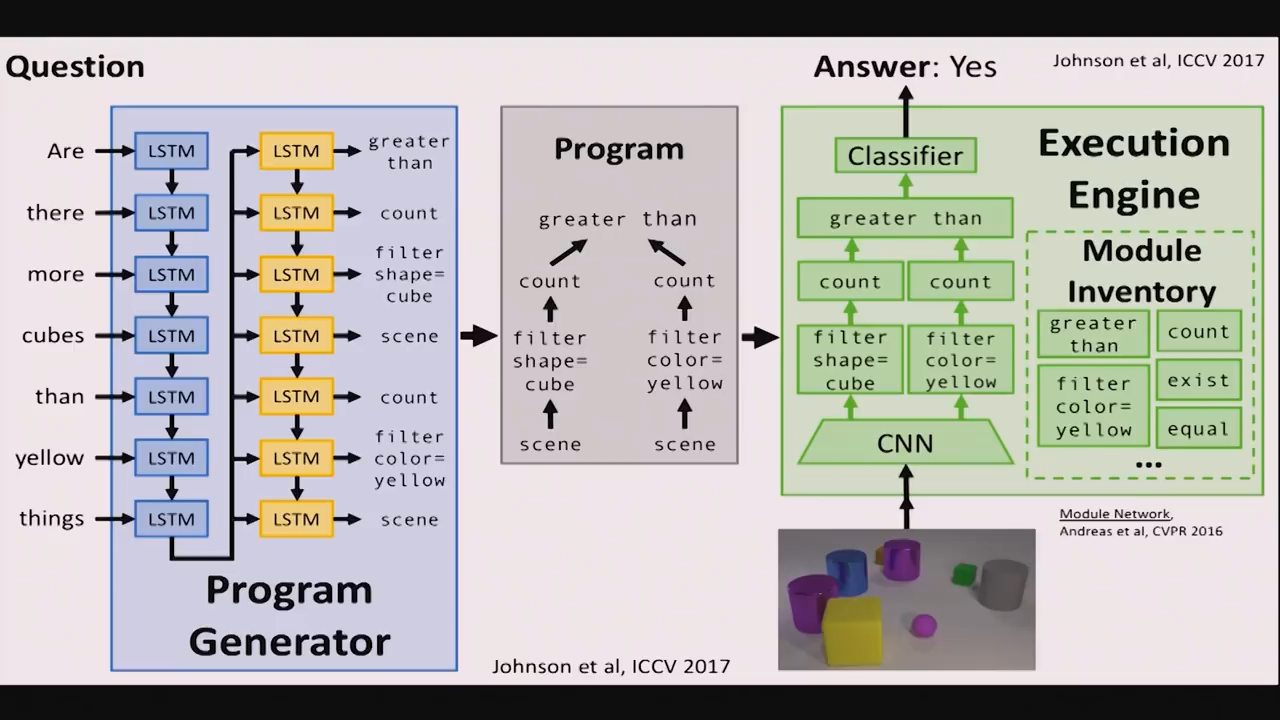 Question
Answer: Yes
Johnson et al, ICCV 2017
Are
LSTM
LSTM
greater
than
there
LSTM
LSTM
count
more
LSTM
LSTM
filter
shape=
cube
cubes
LSTM
LSTM
scene
than
LSTM
LSTM
count
yellow
LSTM
LSTM
filter
color=
yellow
things
LSTM
LSTM
scene
Program
Generator
Program
greater than
count
count
filter
shape=
cube
filter
color=
yellow
scene
scene
Johnson et al, ICCV 2017
Classifier
greater than
count
count
filter
shape=
cube
filter
color=
yellow
CNN
Execution
Engine
Module
Inventory
greater
than
count
filter
color=
yellow
exist
equal
...
Module Network,
Andreas et al, CVPR 2016